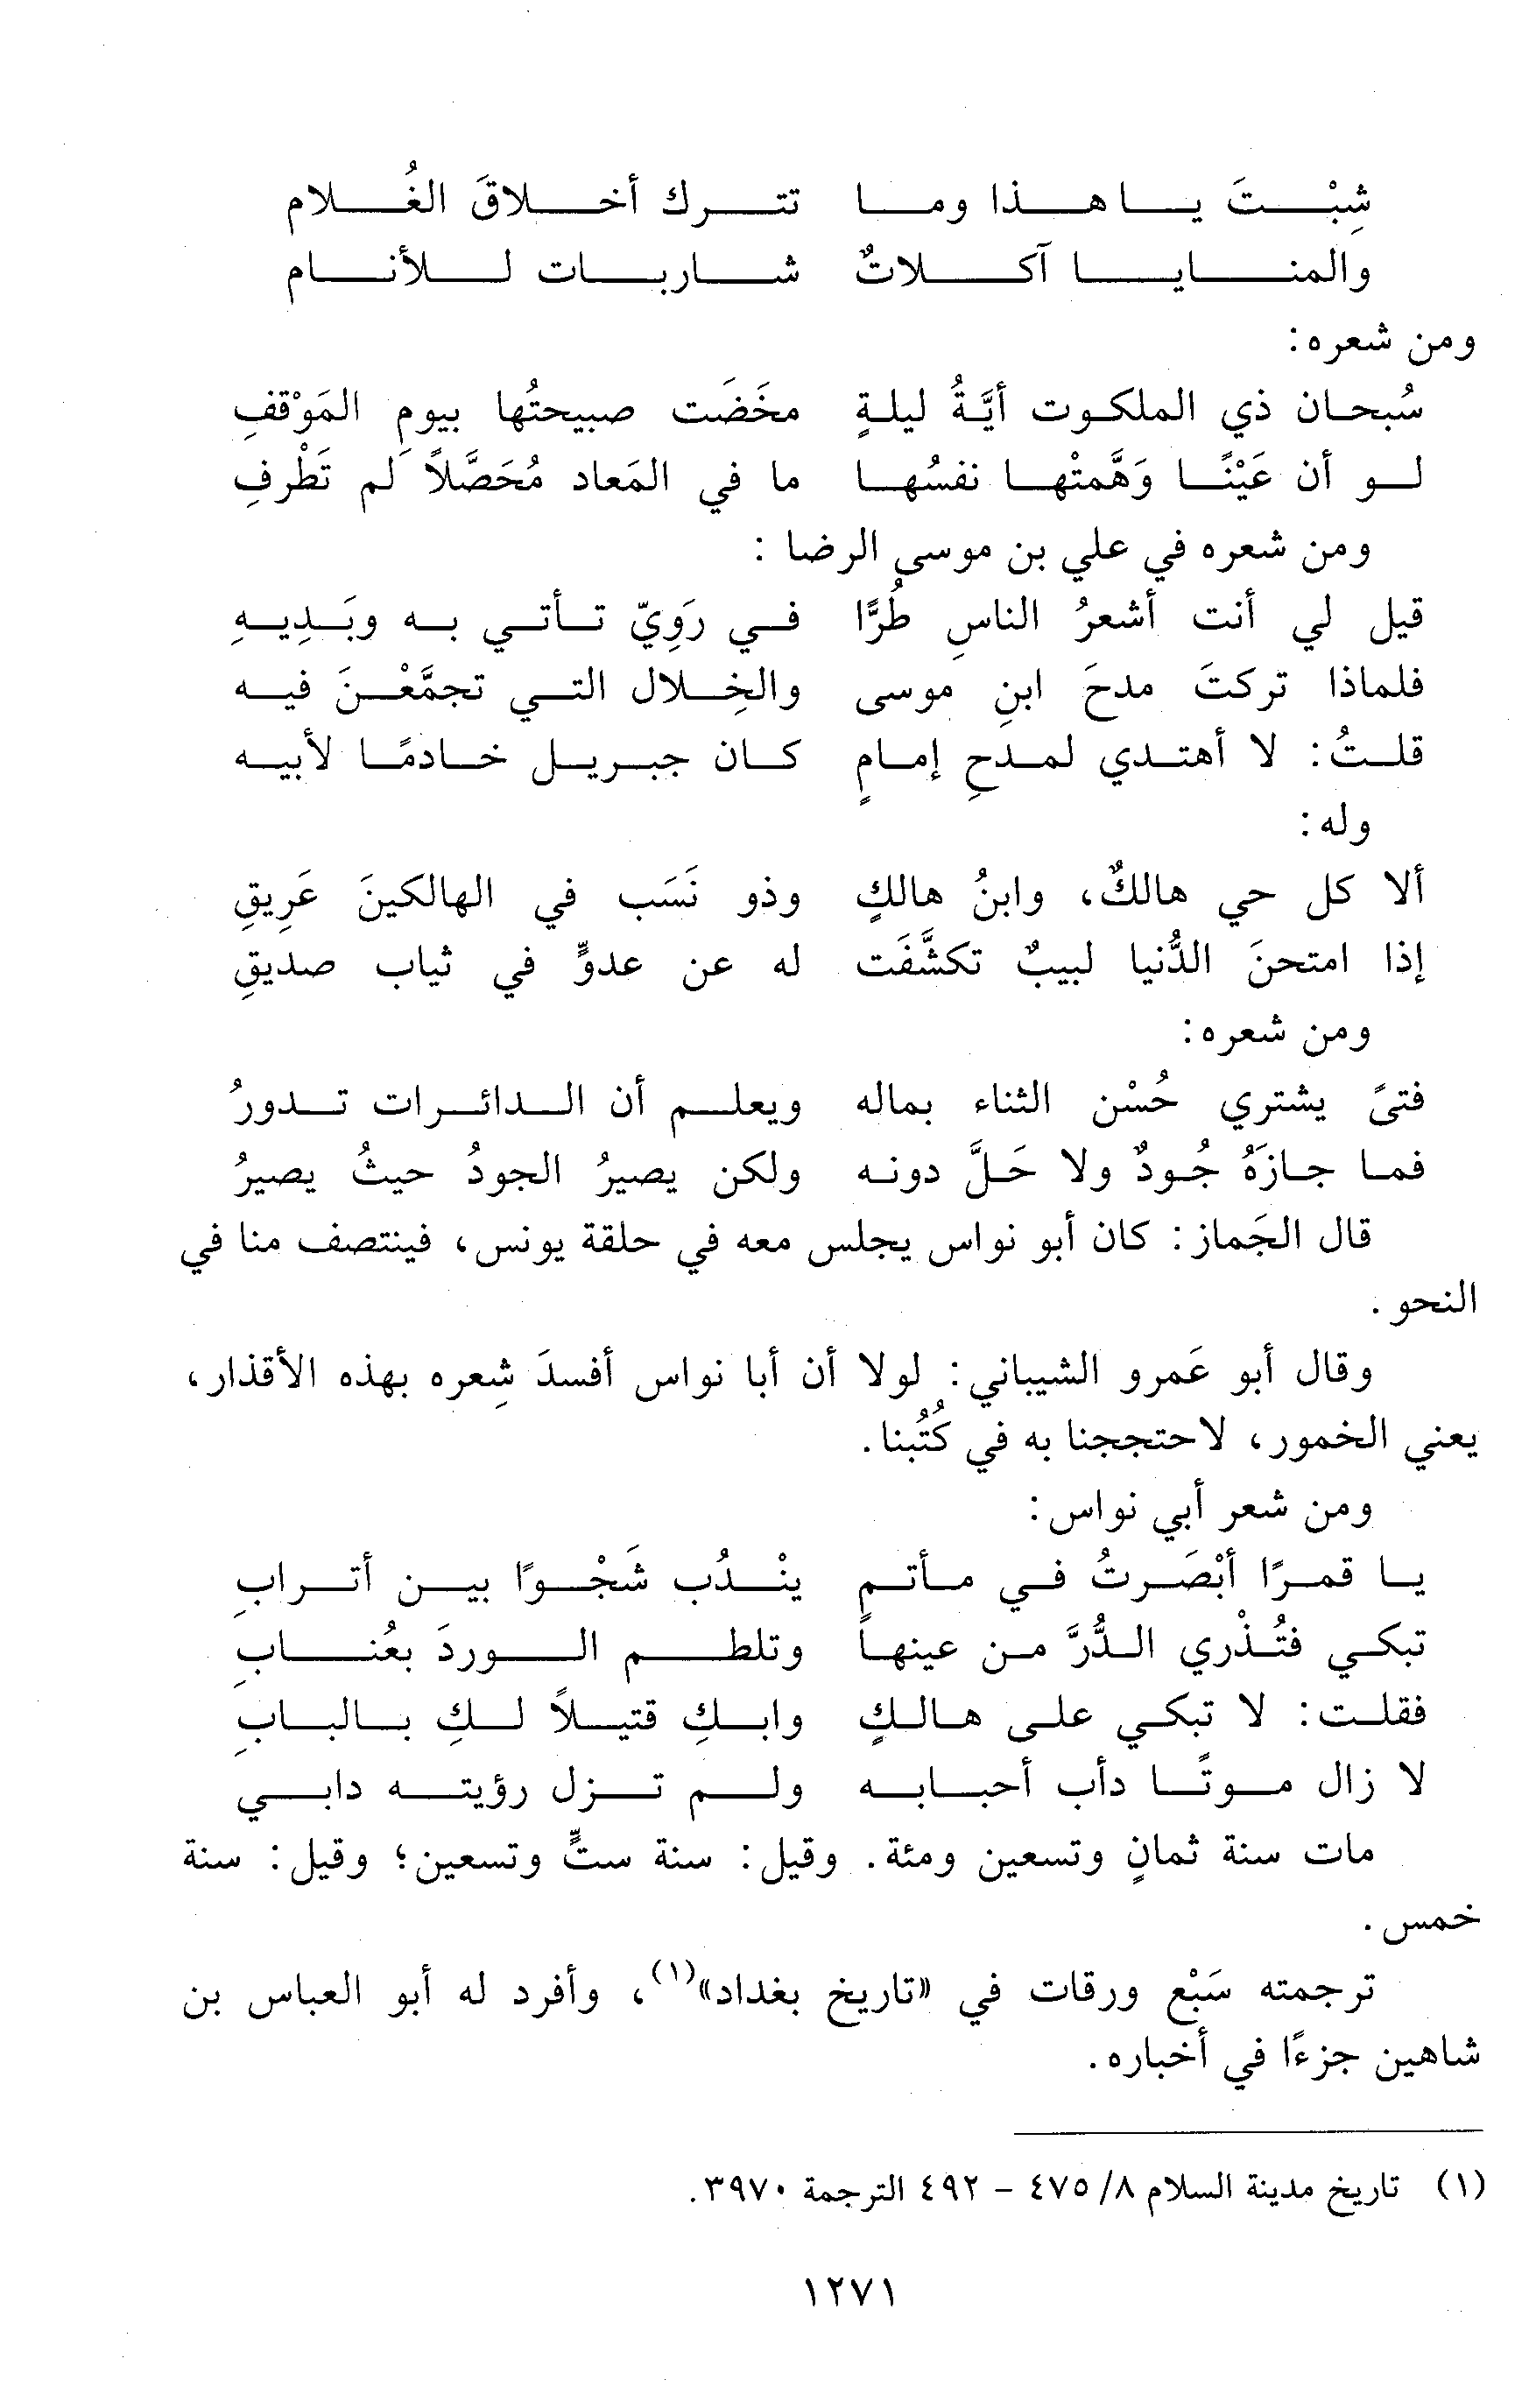 شِبْتَ يا هذا وما تترك أخلاقَ الغُلام
والمنايا آكلاتٌ شاربات للأنام
ومن شعره:
سُبحان ذي الملكوت أيَّةُ ليلةٍ مخَضَت صبيحتُها بيومِ المَوْقفِ
لو أن عَيْنًا وَهَّمتْها نفسُها ما في المَعاد مُحَصَّلاً لم تَطْرفِ
ومن شعره في علي بن موسى الرضا :
قيل لي أنت أشعرُ الناسِ طُرًّا في رَوِيّ تأتي به وبَدِيهِ
فلماذا تركتَ مدحَ ابنِ موسى والخِلال التي تجمَّعْنَ فيه
قلتُ: لا أهتدي لمدحِ إمامٍ كان جبريل خادمًا لأبيه
وله:
ألا كل حي هالكٌ، وابنُ هالكٍ وذو نَسَب في الهالكينَ عَرِيقِ
إذا امتحنَ الدُّنيا لبيبٌ تكشَّفَت له عن عدوٍّ في ثياب صديقِ
ومن شعره:
فتىً يشتري حُسْن الثناء بماله ويعلم أن الدائرات تدورُ
فما جازَهُ جُودٌ ولا حَلَّ دونه ولكن يصيرُ الجودُ حيثُ يصيرُ
قال الجَماز: كان أبو نواس يجلس معه في حلقة يونس، فينتصف منا في
النحو.
وقال أبو عَمرو الشيباني: لولا أن أبا نواس أفسدَ شِعره بهذه الأقذار،
يعني الخمور، لاحتججنا به في كُتُبنا.
ومن شعر أبي نواس:
يا قمرًا أبْصَرتُ في مأتمٍ ينْدُب شَجْوًا بين أترابِ
تبكي فتُذْري الدُّرَّ من عينها وتلطم الوردَ بعُنابِ
فقلت: لا تبكي على هالكٍ وابكِ قتيلاً لكِ بالبابِ
لا زال موتًا دأب أحبابه ولم تزل رؤيته دابي
مات سنة ثمانٍ وتسعين ومئة. وقيل: سنة ستٍّ وتسعين؛ وقيل: سنة
خمس.
ترجمته سَبْع ورقات في «تاريخ بغداد»(١)، وأفرد له أبو العباس بن
شاهين جزءًا في أخباره.
(١) تاريخ مدينة السلام ٨/ ٤٧٥ - ٤٩٢ الترجمة ٣٩٧٠.
١٢٧١